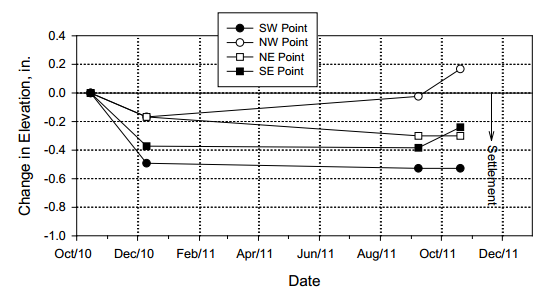 SW Point
NW Point
NE Point
SE Point
0.4
0.2
0.0
-0.2
-0.4
-0.6
-0.8
-1.0
Change in Elevation, in.
Settlement
Oct/10 Dec/10 Feb/11 Apr/11 Jun/11 Aug/11 Oct/11 Dec/11
Date